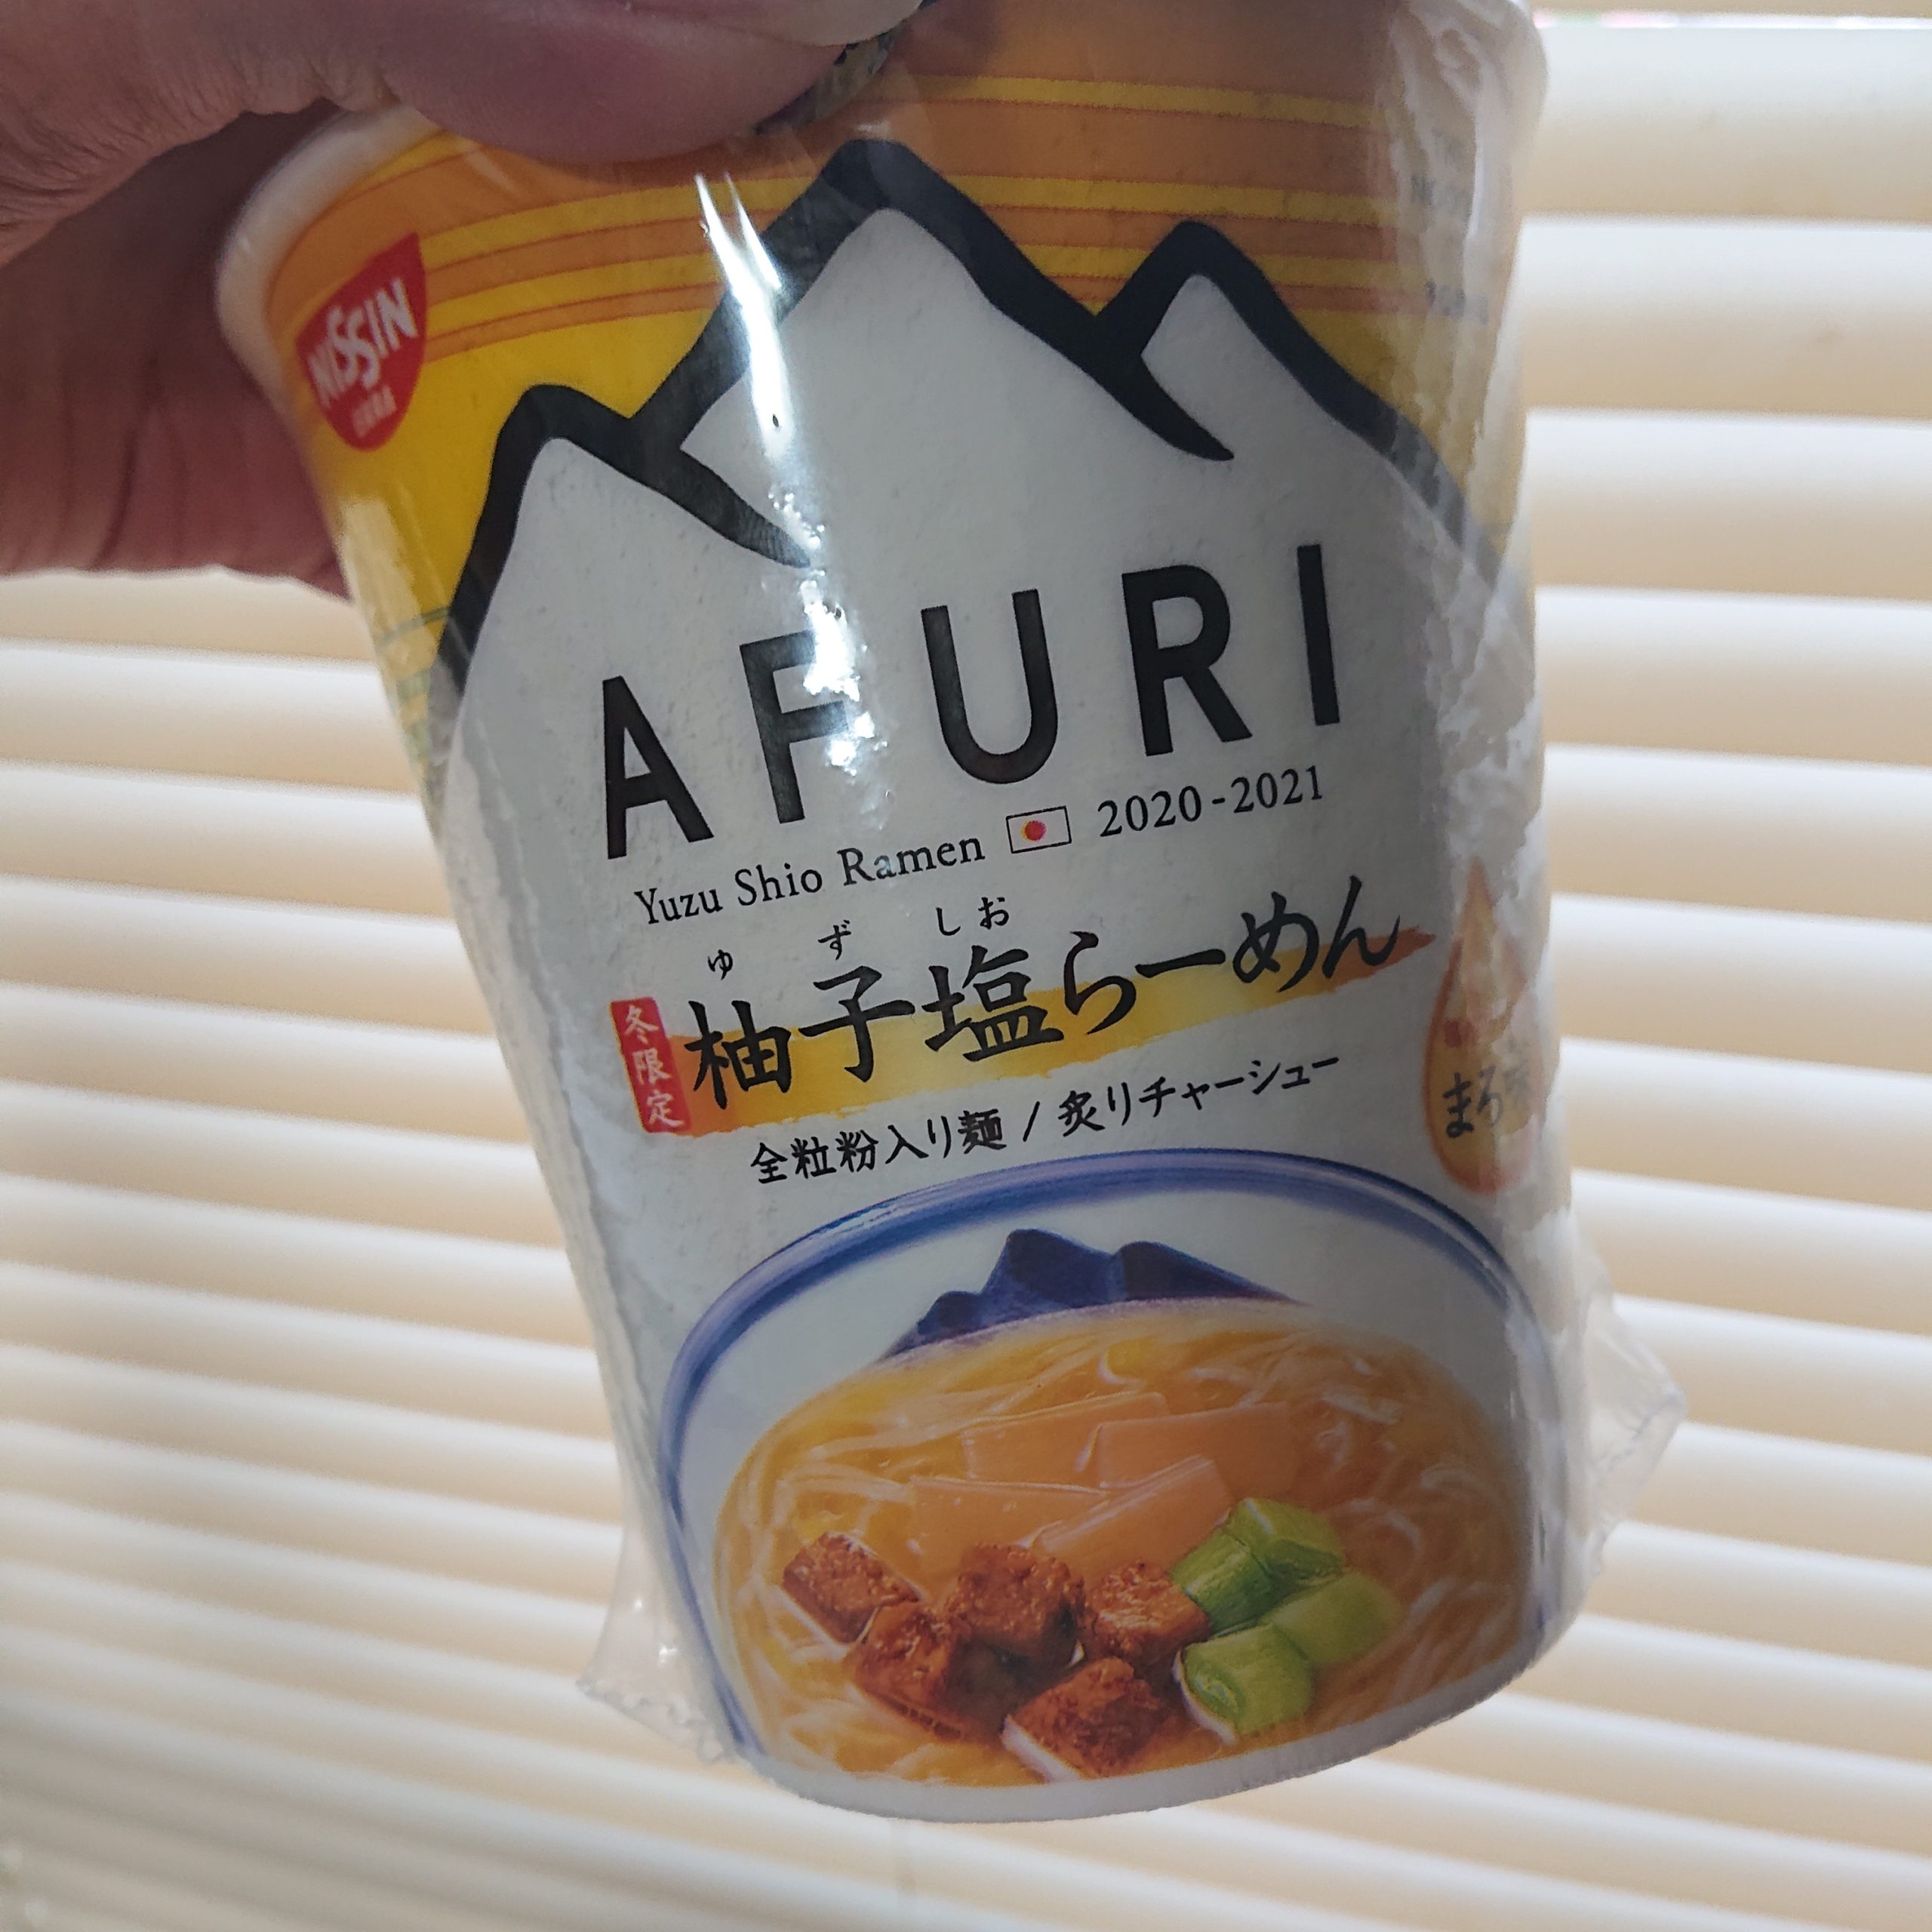 NISSIN
AFURI
Yuzu Shio Ramen 2020-2021
ゆずしお
冬限定
柚子塩らーめん
全粒粉入り麺 / 炙りチャーシュー